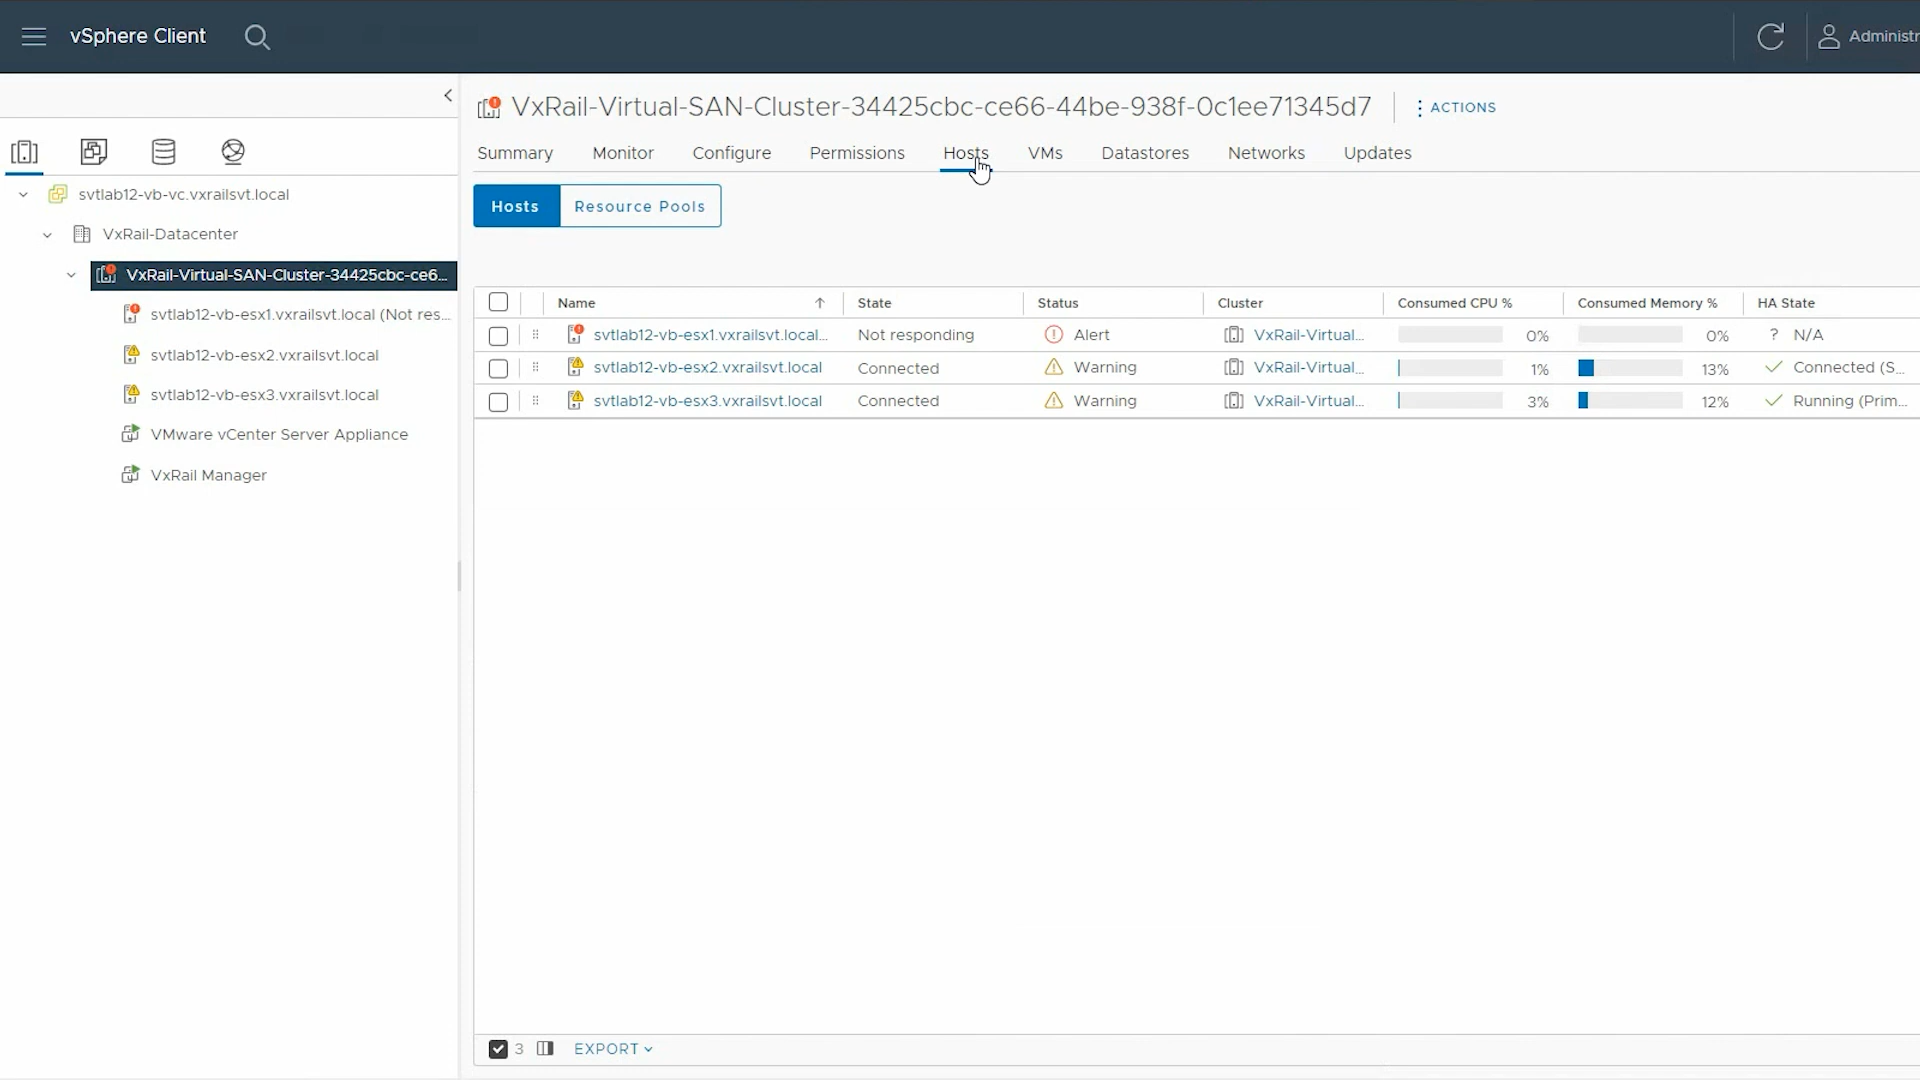 vSphere Client
Administr
VxRail-Virtual-SAN-Cluster-34425cbc-ce66-44be-938f-0c1ee71345d7
ACTIONS
Summary Monitor Configure Permissions Hosts VMs Datastores Networks Updates
svtlab12-vb-vc.vxrailsvt.local
VxRail-Datacenter
VxRail-Virtual-SAN-Cluster-34425cbc-ce6...
svtlab12-vb-esx1.vxrailsvt.local (Not res...
svtlab12-vb-esx2.vxrailsvt.local
svtlab12-vb-esx3.vxrailsvt.local
VMware vCenter Server Appliance
VxRail Manager
Hosts Resource Pools
Name State Status Cluster Consumed CPU % Consumed Memory % HA State
svtlab12-vb-esx1.vxrailsvt.local... Not responding Alert VxRail-Virtual... 0% 0% ? N/A
svtlab12-vb-esx2.vxrailsvt.local Connected Warning VxRail-Virtual... 1% 13% Connected (S...
svtlab12-vb-esx3.vxrailsvt.local Connected Warning VxRail-Virtual... 3% 12% Running (Prim...
3 EXPORT